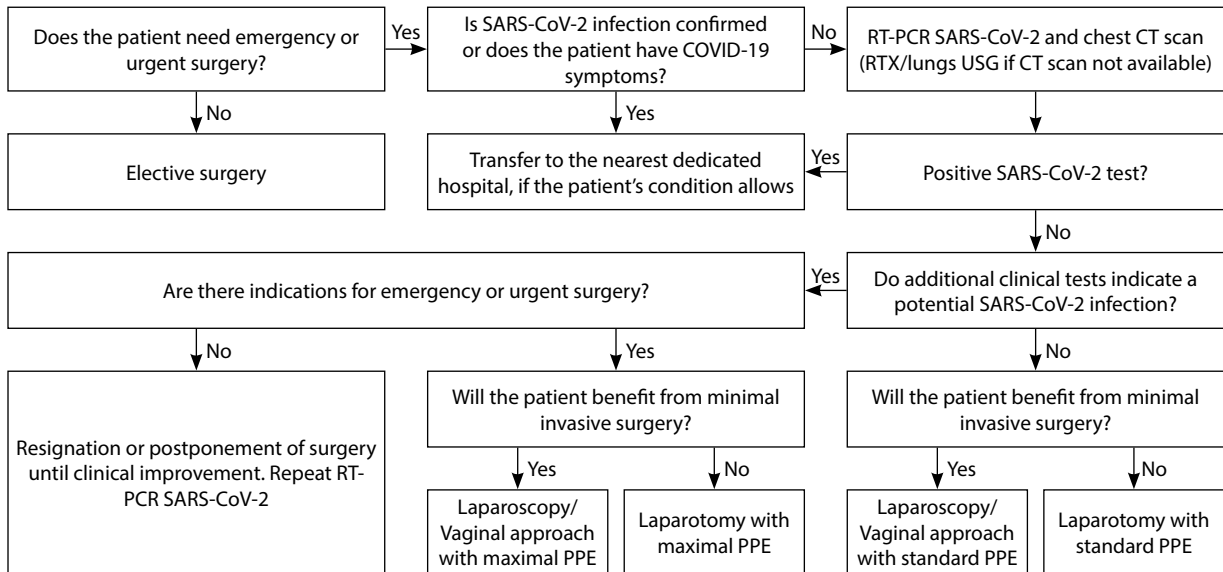 Does the patient need emergency or
urgent surgery?
Yes
Is SARS-CoV-2 infection confirmed
or does the patient have COVID-19
symptoms?
No
RT-PCR SARS-CoV-2 and chest CT scan
(RTX/lungs USG if CT scan not available)
No
Yes
Elective surgery
Transfer to the nearest dedicated
hospital, if the patient's condition allows
Yes
Positive SARS-CoV-2 test?
No
Are there indications for emergency or urgent surgery?
Yes
Do additional clinical tests indicate a
potential SARS-CoV-2 infection?
No
Yes
No
Resignation or postponement of surgery
until clinical improvement. Repeat RT-
PCR SARS-CoV-2
Will the patient benefit from minimal
invasive surgery?
Will the patient benefit from minimal
invasive surgery?
Yes
No
Yes
No
Laparoscopy/
Vaginal approach
with maximal PPE
Laparotomy with
maximal PPE
Laparoscopy/
Vaginal approach
with standard PPE
Laparotomy with
standard PPE